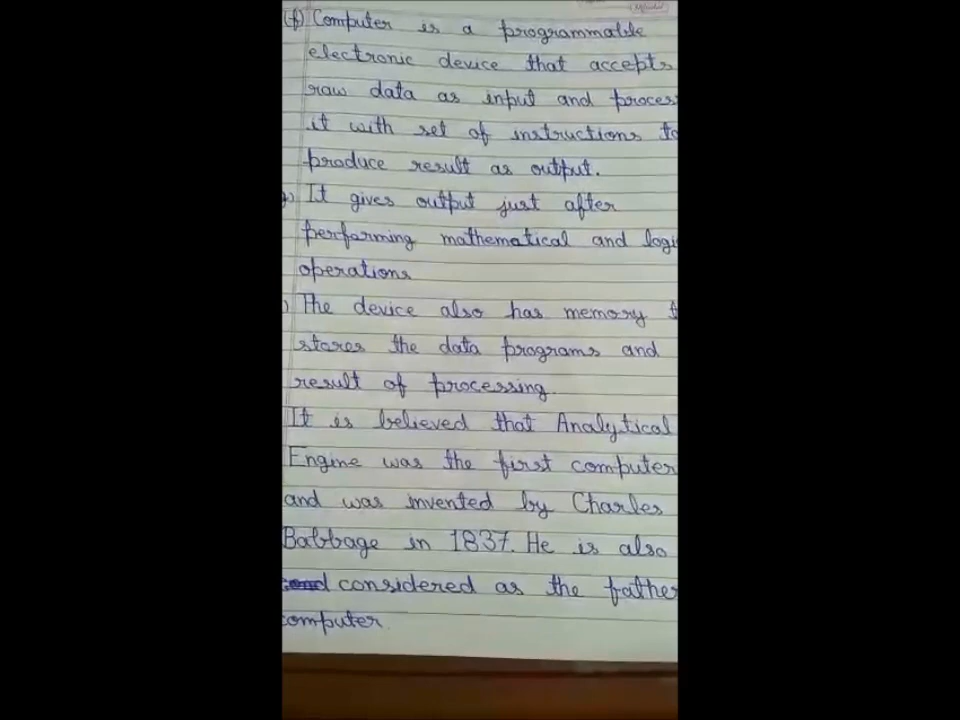 (f) Computer is a programmable
electronic device that accepts
raw data as input and proces
it with set of instructions to
produce result as output.
It gives output just after
performing mathematical and logi
operations
The device also has memory t
stores the data programs and
result of processing
It is believed that Analytical
Engine was the first computer
and was invented by Charles
Babbage in 1837. He is also
considered as the father
computer